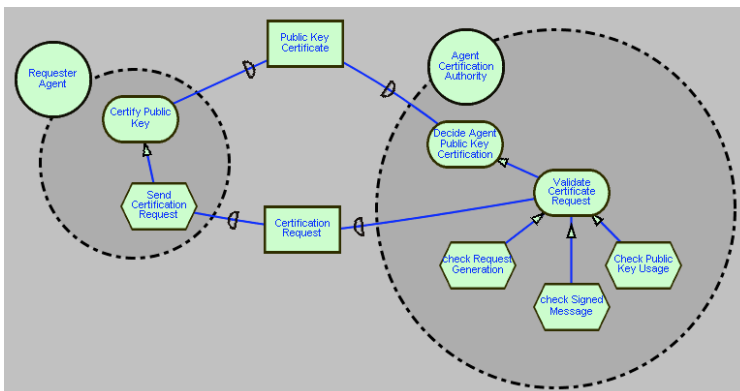 Public Key
Certificate
Agent
Certification
Authority
Requester
Agent
Certify Public
Key
Decide Agent
Public Key
Certification
Validate
Certificate
Request
Send
Certification
Request
Certification
Request
check Request
Generation
Check Public
Key Usage
check Signed
Message